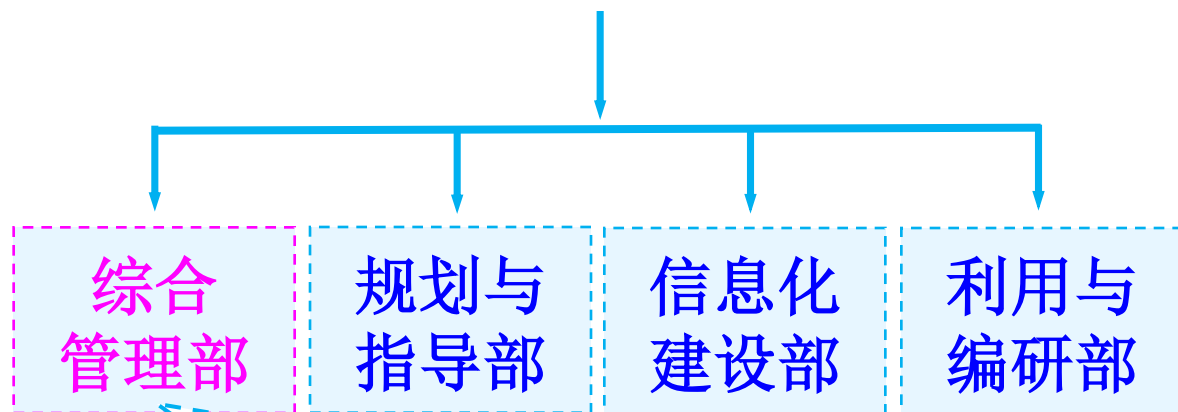 综合
管理部
规划与
指导部
信息化
建设部
利用与
编研部